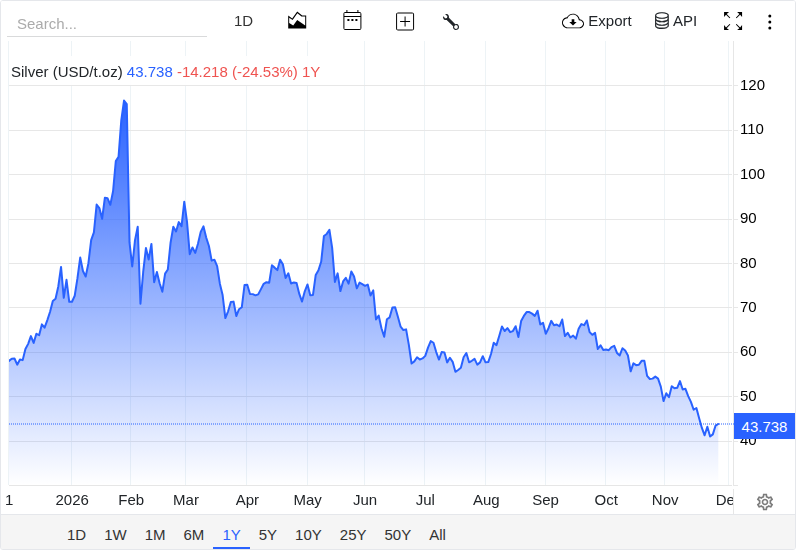 Search...
1D
Export
API
Silver (USD/t.oz) 43.738 -14.218 (-24.53%) 1Y
120
110
100
90
80
70
60
50
43.738
40
1 2026 Feb Mar Apr May Jun Jul Aug Sep Oct Nov De
1D 1W 1M 6M 1Y 5Y 10Y 25Y 50Y All